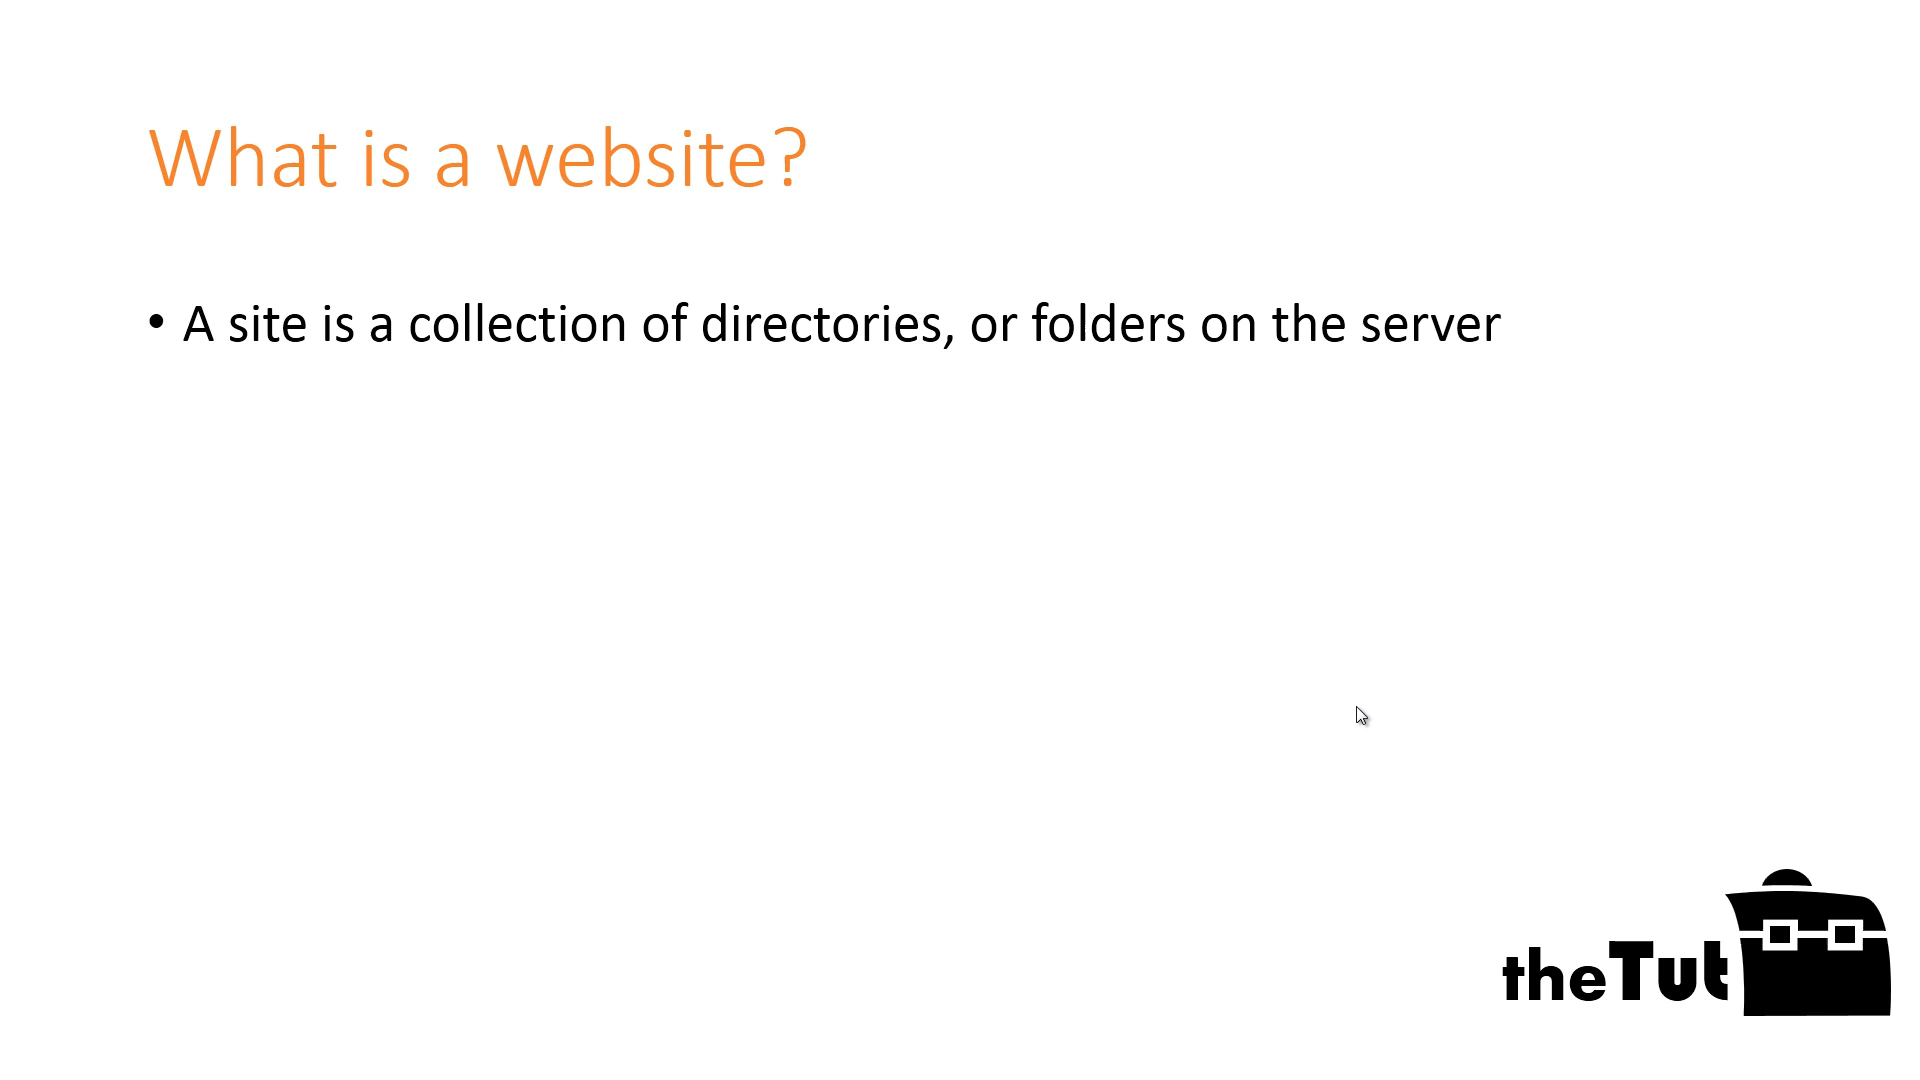 What is a website?
• A site is a collection of directories, or folders on the server
theTut